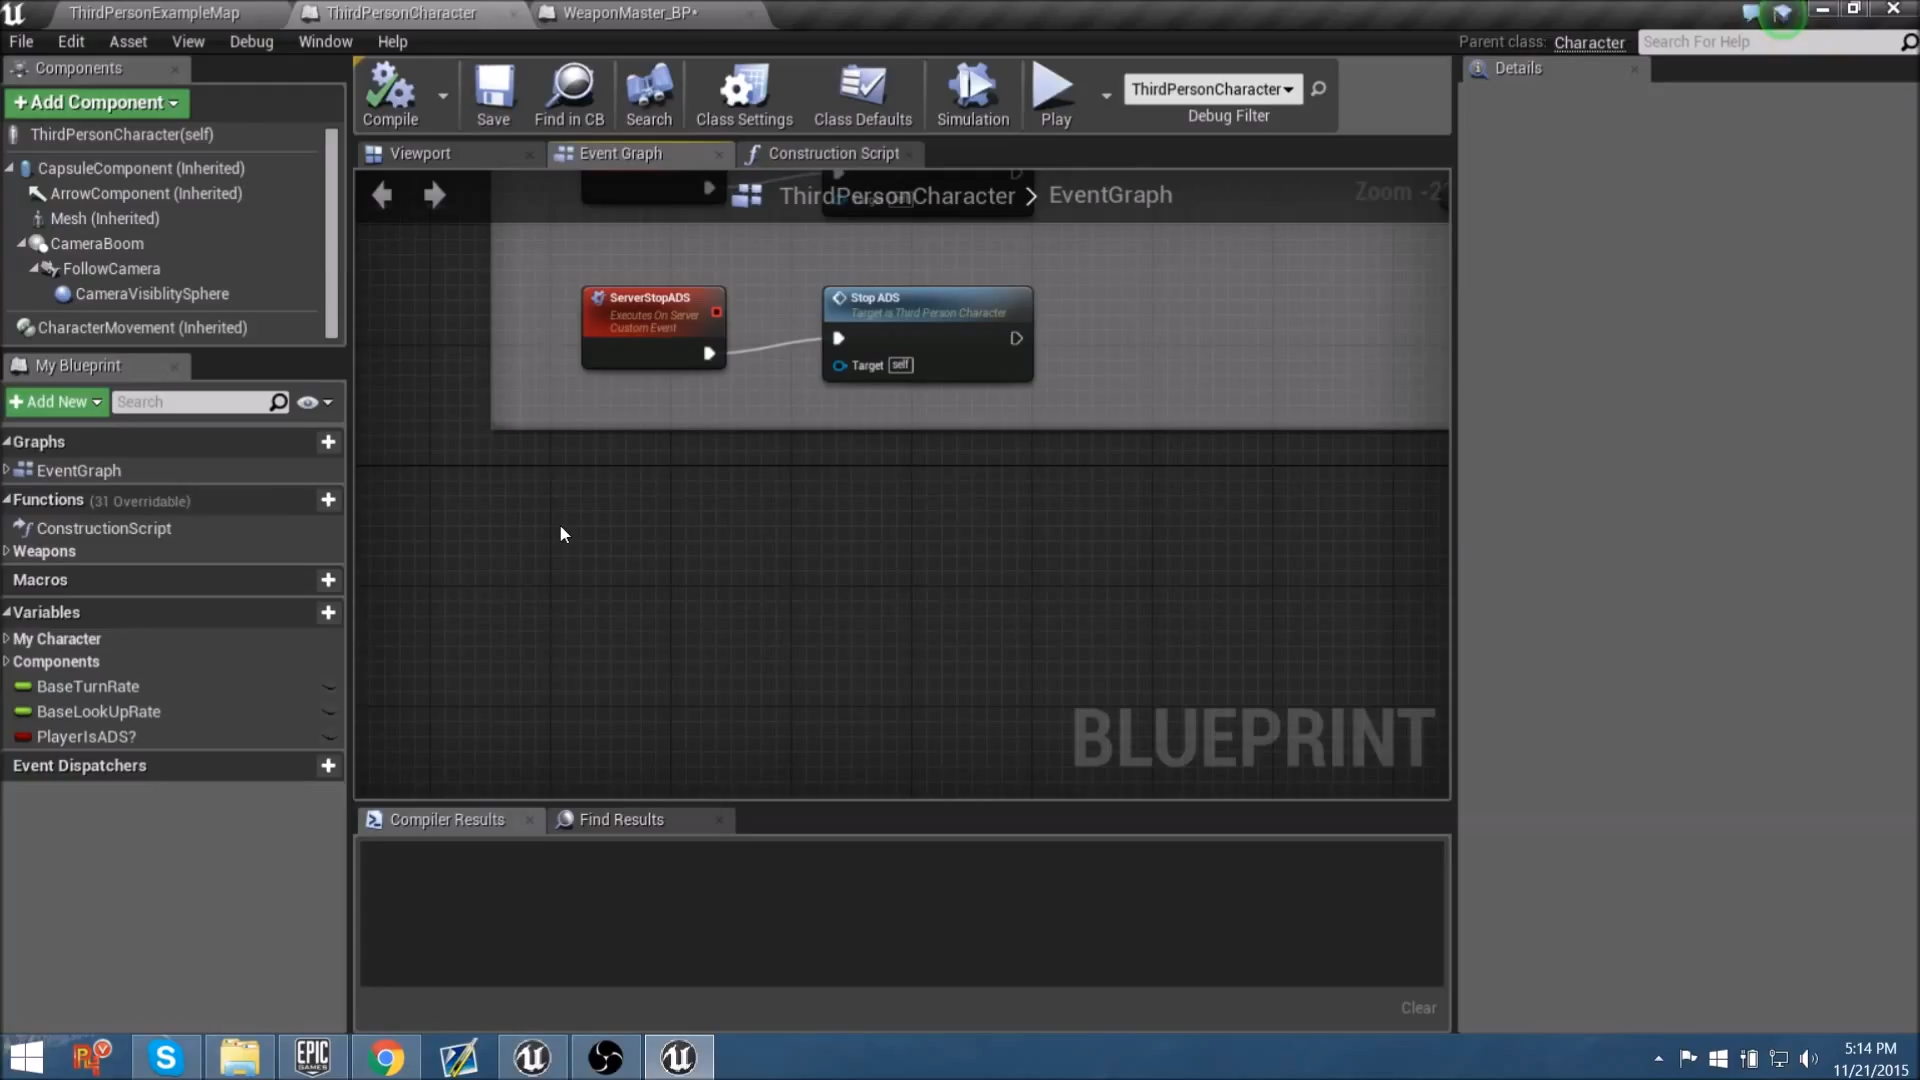 ThirdPersonExampleMap
ThirdPersonCharacter
WeaponMaster_BP*
File Edit Asset View Debug Window Help
Parent class: Character
Search For Help
Components
+Add Component
ThirdPersonCharacter(self)
CapsuleComponent (Inherited)
ArrowComponent (Inherited)
Mesh (Inherited)
CameraBoom
FollowCamera
CameraVisiblitySphere
CharacterMovement (Inherited)
My Blueprint
+Add New
Search
Graphs
EventGraph
Functions (31 Overridable)
ConstructionScript
Weapons
Macros
Variables
My Character
Components
BaseTurnRate
BaseLookUpRate
PlayerIsADS?
Event Dispatchers
Compile
Save
Find in CB
Search
Class Settings
Class Defaults
Simulation
Play
ThirdPersonCharacter
Debug Filter
Viewport
Event Graph
Construction Script
ThirdPersonCharacter > EventGraph
Zoom -2
ServerStopADS
Executes On Server
Custom Event
Stop ADS
Target is Third Person Character
Target self
BLUEPRINT
Compiler Results
Find Results
Clear
Details
EPIC
GAMES
5:14 PM
11/21/2015